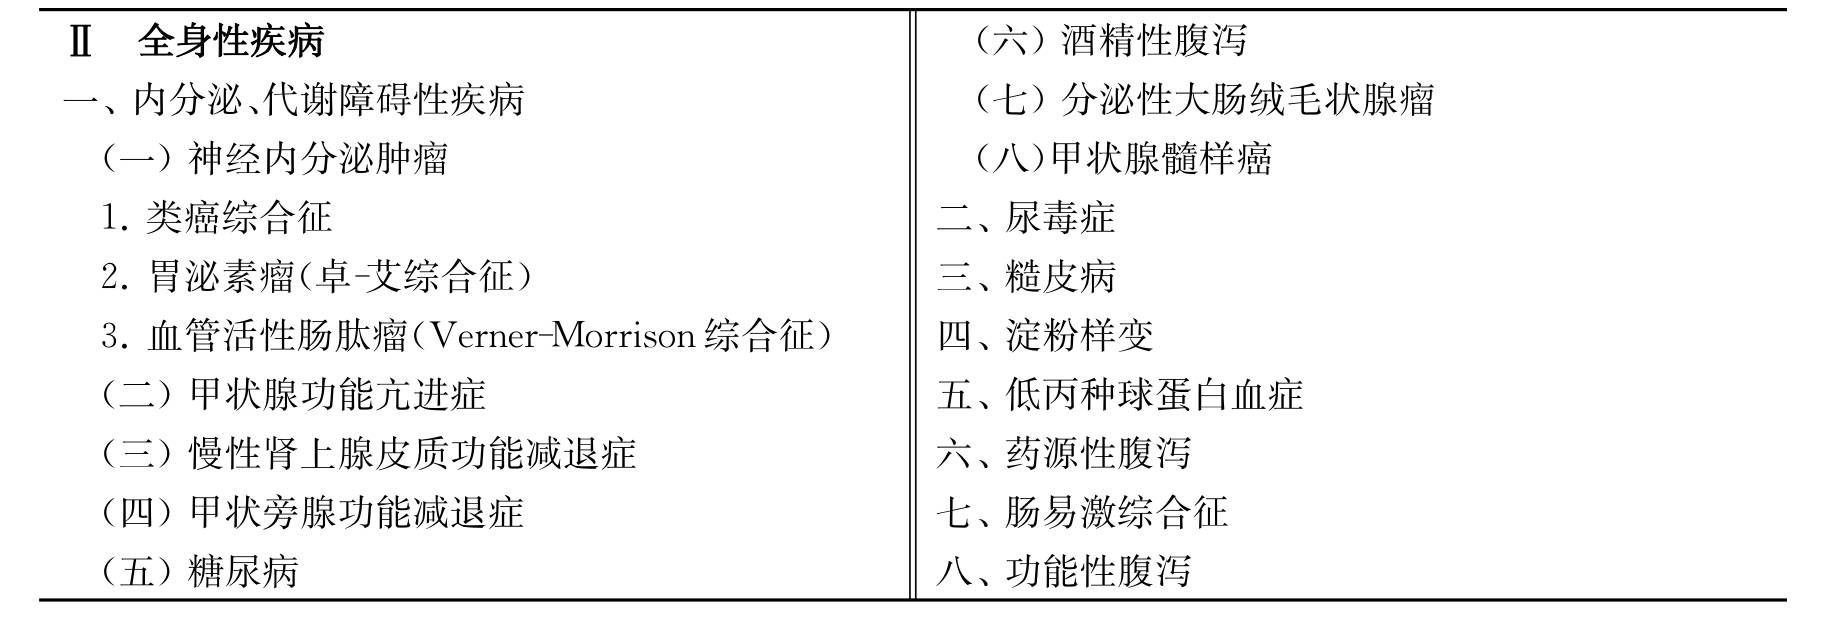 Ⅱ 全身性疾病
一、内分泌、代谢障碍性疾病
（一）神经内分泌肿瘤
1. 类癌综合征
2. 胃泌素瘤（卓-艾综合征）
3. 血管活性肠肽瘤（Verner-Morrison 综合征）
（二）甲状腺功能亢进症
（三）慢性肾上腺皮质功能减退症
（四）甲状旁腺功能减退症
（五）糖尿病
（六）酒精性腹泻
（七）分泌性大肠绒毛状腺瘤
（八）甲状腺髓样癌
二、尿毒症
三、糙皮病
四、淀粉样变
五、低丙种球蛋白血症
六、药源性腹泻
七、肠易激综合征
八、功能性腹泻